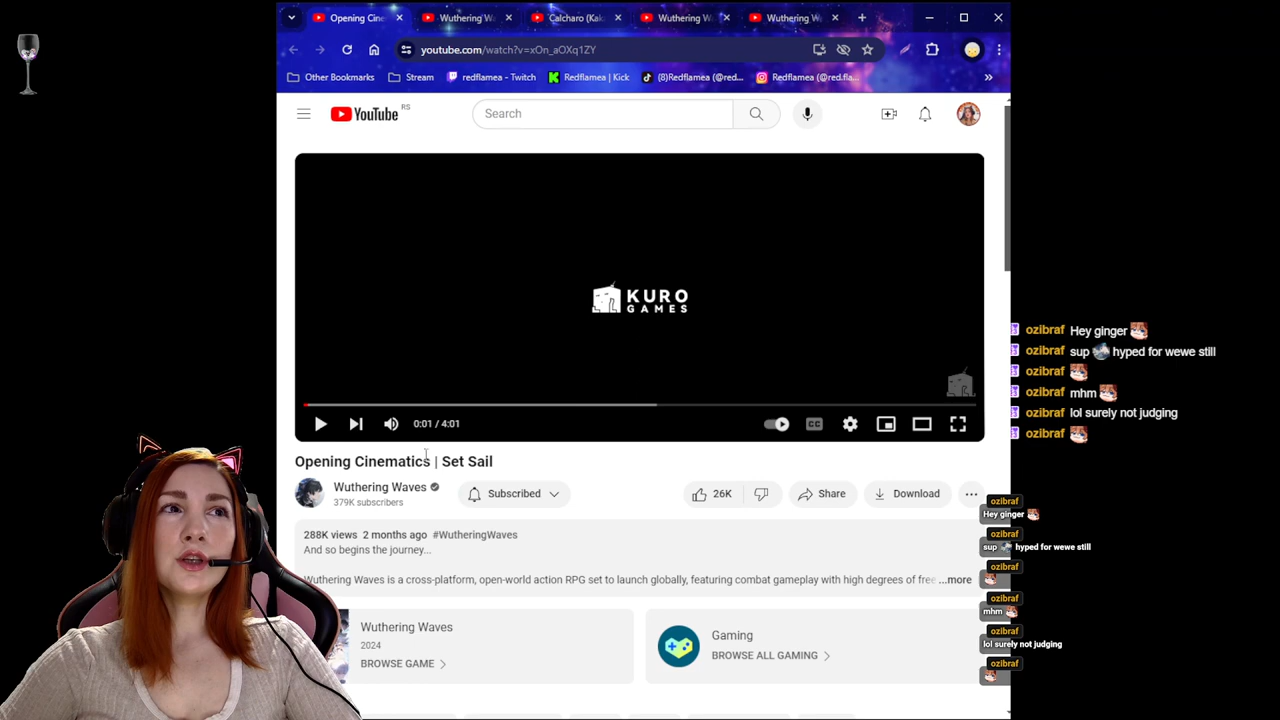 Opening Cine
Wuthering Wa
Calcharo (Kak
Wuthering W
Wuthering W
youtube.com/watch?v=xOn_aOXq1ZY
Other Bookmarks
Stream
redflamea - Twitch
Redflamea | Kick
(8)Redflamea (@red...
Redflamea (@red.fla...
YouTube RS
Search
KURO
GAMES
0:01 / 4:01
CC
Opening Cinematics | Set Sail
Wuthering Waves
379K subscribers
Subscribed
26K
Share
Download
288K views 2 months ago #WutheringWaves
And so begins the journey...
Wuthering Waves is a cross-platform, open-world action RPG set to launch globally, featuring combat gameplay with high degrees of free ...more
Wuthering Waves
2024
BROWSE GAME
Gaming
BROWSE ALL GAMING
ozibraf Hey ginger
ozibraf sup hyped for wewe still
ozibraf
ozibraf mhm
ozibraf lol surely not judging
ozibraf
ozibraf
Hey ginger
ozibraf
sup hyped for wewe still
ozibraf
ozibraf
mhm
ozibraf
lol surely not judging
ozibraf